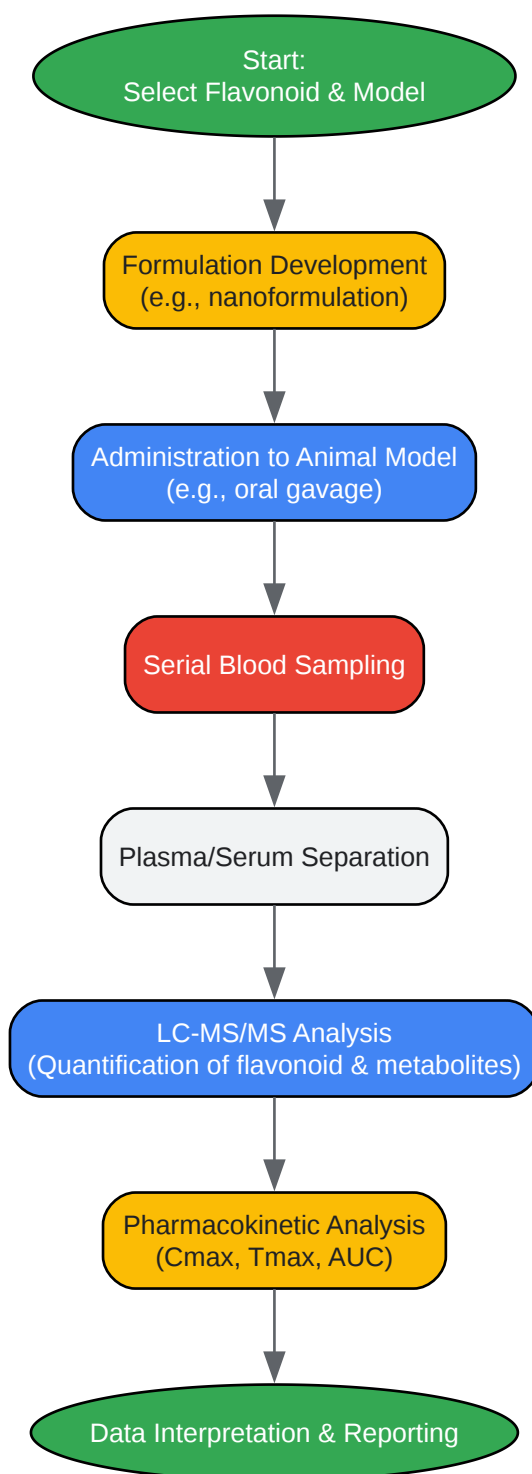 Start:
Select Flavonoid & Model
Formulation Development
(e.g., nanoformulation)
Administration to Animal Model
(e.g., oral gavage)
Serial Blood Sampling
Plasma/Serum Separation
LC-MS/MS Analysis
(Quantification of flavonoid & metabolites)
Pharmacokinetic Analysis
(Cmax, Tmax, AUC)
Data Interpretation & Reporting